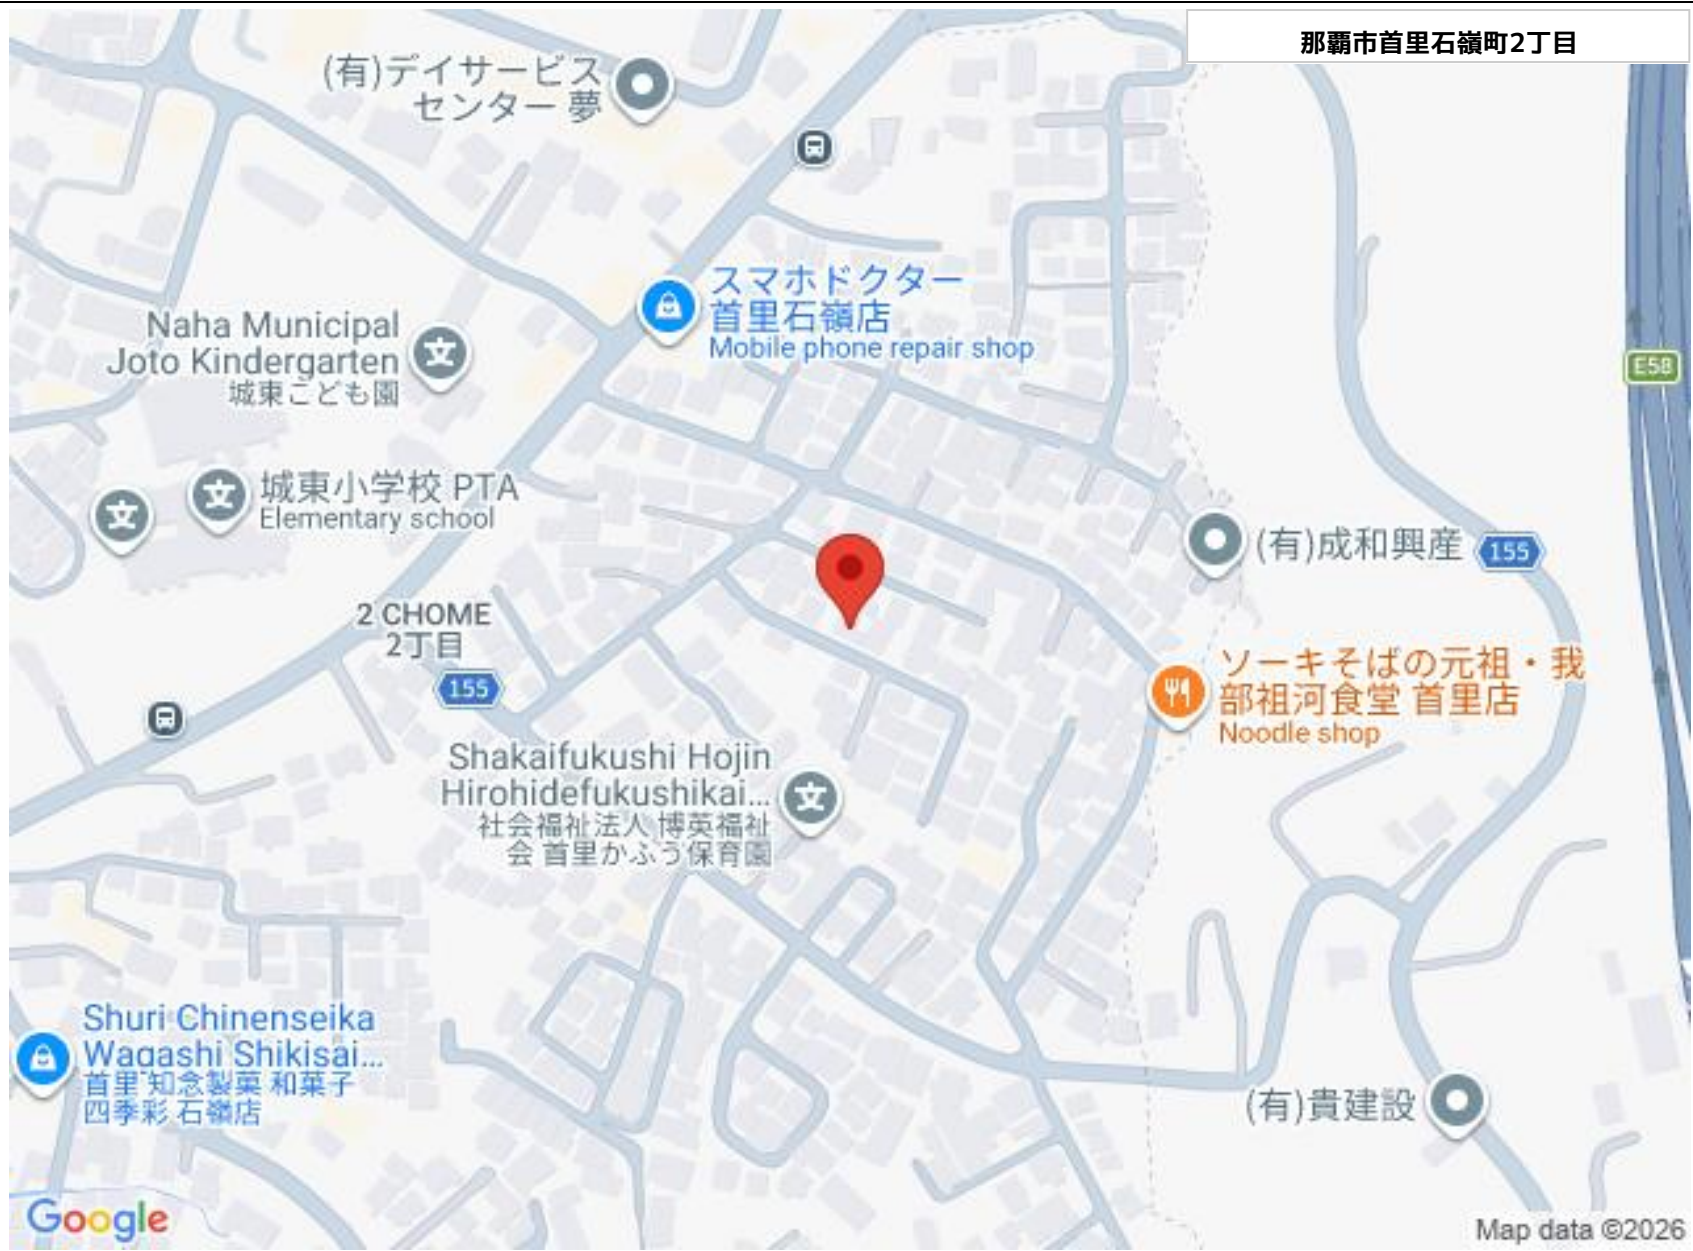 那覇市首里石嶺町2丁目
(有)デイサービス
センター 夢
スマホドクター
首里石嶺店
Mobile phone repair shop
Naha Municipal
Joto Kindergarten
城東こども園
E58
城東小学校 PTA
Elementary school
(有)成和興産
155
2 CHOME
2丁目
155
ソーキそばの元祖・我
部祖河食堂 首里店
Noodle shop
Shakaifukushi Hojin
Hirohidefukushikai...
社会福祉法人 博英福祉
会 首里かふう保育園
Shuri Chinenseika
Wagashi Shikisai...
首里 知念製菓 和菓子
四季彩 石嶺店
(有)貴建設
Google
Map data ©2026